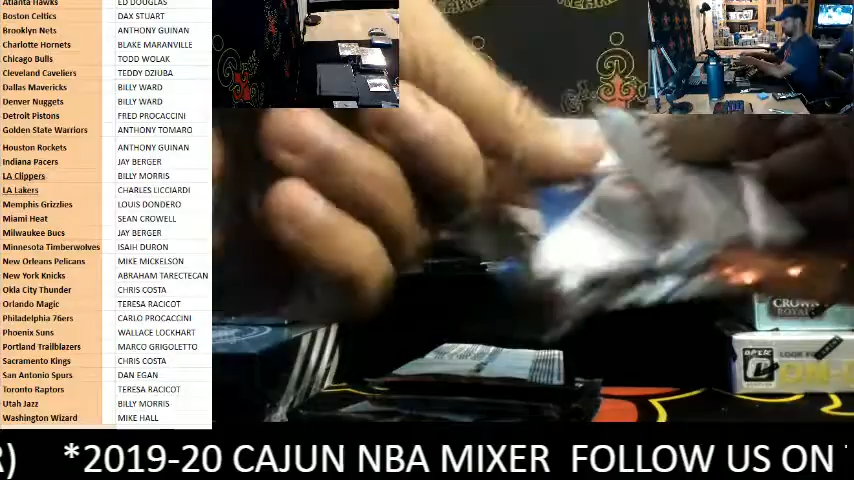 Atlanta Hawks ED DOUGLAS
Boston Celtics DAX STUART
Brooklyn Nets ANTHONY GUINAN
Charlotte Hornets BLAKE MARANVILLE
Chicago Bulls TODD WOLAK
Cleveland Cavaliers TEDDY DZIUBA
Dallas Mavericks BILLY WARD
Denver Nuggets BILLY WARD
Detroit Pistons FRED PROCACCINI
Golden State Warriors ANTHONY TOMARO
Houston Rockets ANTHONY GUINAN
Indiana Pacers JAY BERGER
LA Clippers BILLY MORRIS
LA Lakers CHARLES LICCIARDI
Memphis Grizzlies LOUIS DONDERO
Miami Heat SEAN CROWELL
Milwaukee Bucs JAY BERGER
Minnesota Timberwolves ISAIH DURON
New Orleans Pelicans MIKE MICKELSON
New York Knicks ABRAHAM TARECTECAN
Okla City Thunder CHRIS COSTA
Orlando Magic TERESA RACICOT
Philadelphia 76ers CARLO PROCACCINI
Phoenix Suns WALLACE LOCKHART
Portland Trailblazers MARCO GRIGOLETTO
Sacramento Kings CHRIS COSTA
San Antonio Spurs DAN EGAN
Toronto Raptors TERESA RACICOT
Utah Jazz BILLY MORRIS
Washington Wizard MIKE HALL
CROWN
ROYALE
OPTIC
LOOK FOR
R) *2019-20 CAJUN NBA MIXER FOLLOW US ON